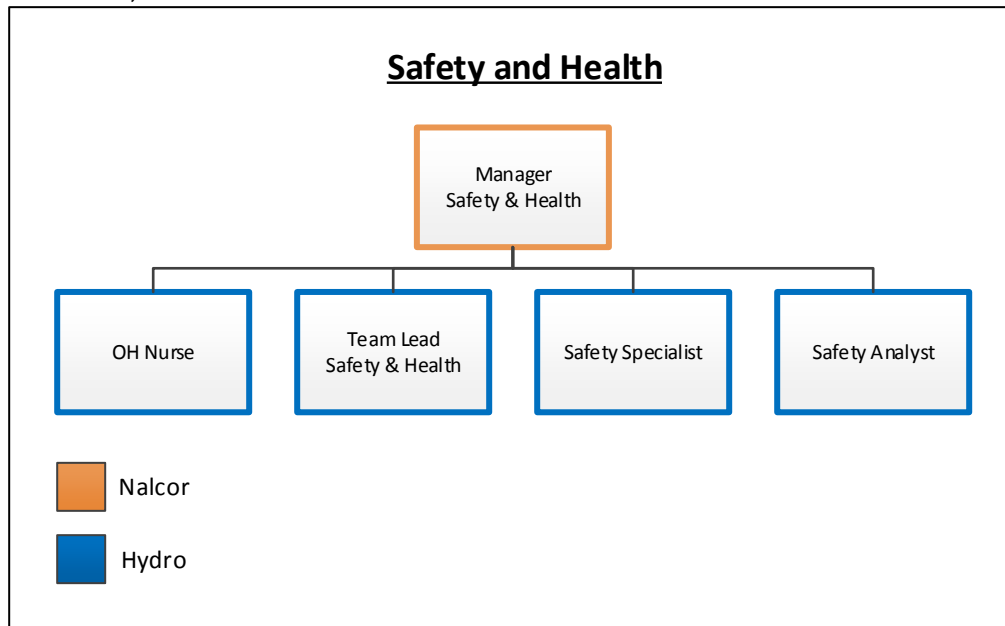 Safety and Health
Manager
Safety & Health
OH Nurse
Team Lead
Safety & Health
Safety Specialist
Safety Analyst
Nalcor
Hydro